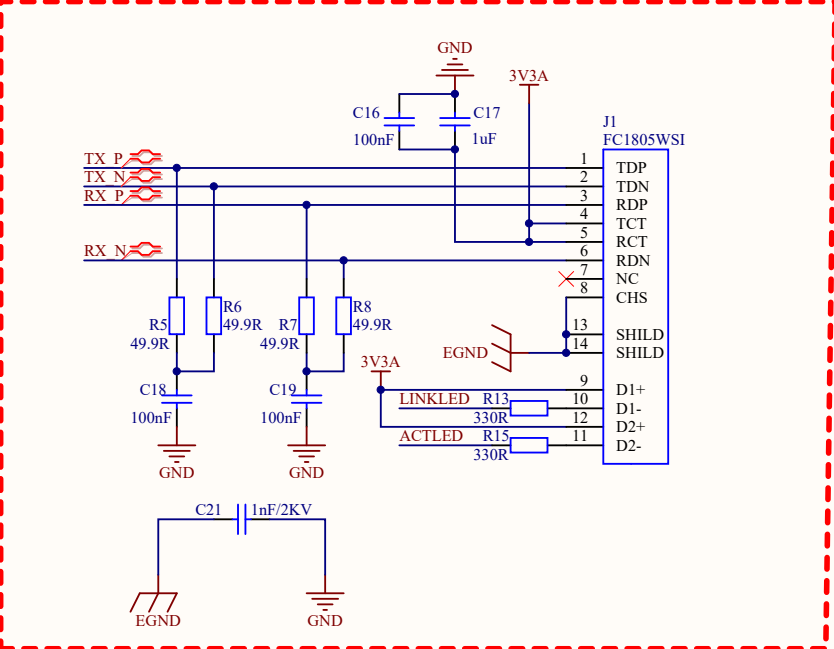 GND
3V3A
C16
C17
100nF
1uF
J1
FC1805WSI
TX_P
1
TDP
TX_N
2
TDN
RX_P
3
RDP
4
TCT
5
RCT
RX_N
6
RDN
7
NC
8
CHS
R5
49.9R
R6
49.9R
R7
49.9R
R8
49.9R
13
SHILD
EGND
14
SHILD
3V3A
C18
100nF
C19
100nF
9
D1+
LINKLED
R13
330R
10
D1-
12
D2+
ACTLED
R15
330R
11
D2-
GND
GND
C21
1nF/2KV
EGND
GND